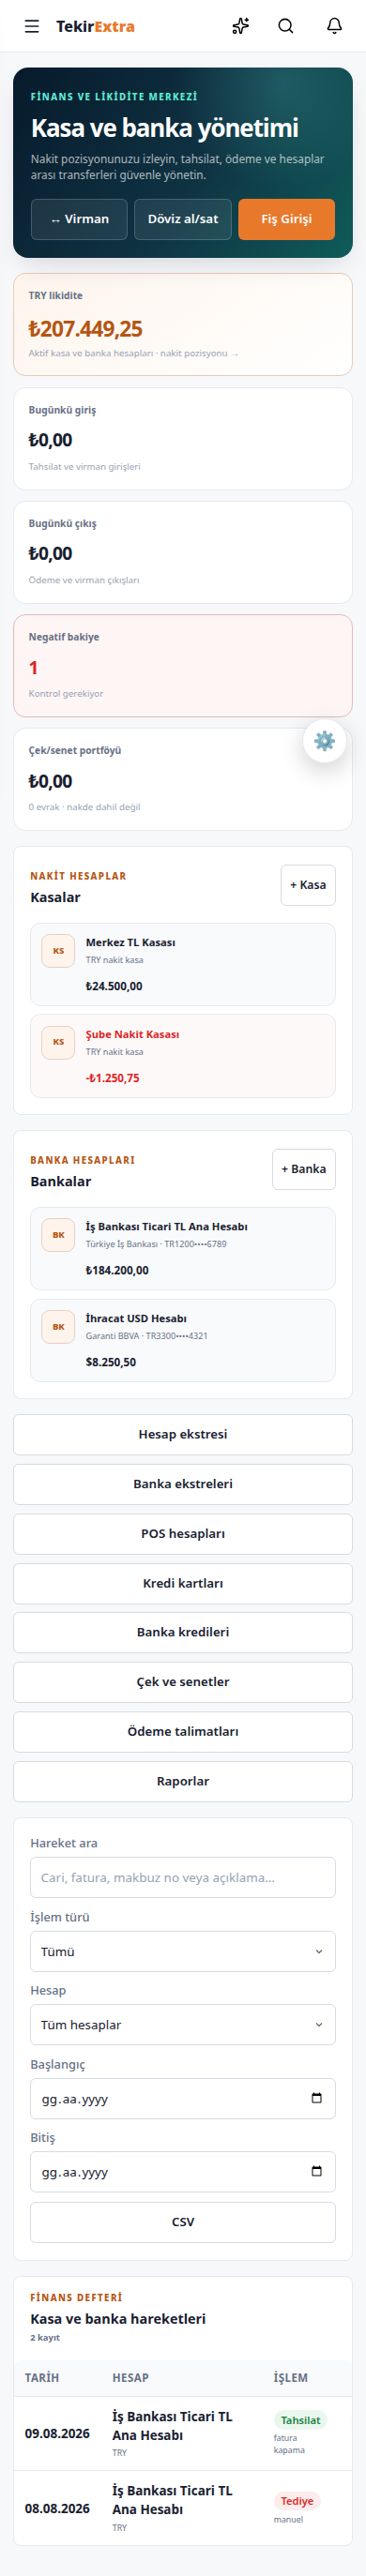 TekirExtra
FİNANS VE LİKİDİTE MERKEZİ
Kasa ve banka yönetimi
Nakit pozisyonunuzu izleyin, tahsilat, ödeme ve hesaplar
arası transferleri güvenle yönetin.
↔ Virman
Döviz al/sat
Fiş Girişi
TRY likidite
₺207.449,25
Aktif kasa ve banka hesapları · nakit pozisyonu →
Bugünkü giriş
₺0,00
Tahsilat ve virman girişleri
Bugünkü çıkış
₺0,00
Ödeme ve virman çıkışları
Negatif bakiye
1
Kontrol gerekiyor
Çek/senet portföyü
₺0,00
0 evrak · nakde dahil değil
NAKİT HESAPLAR
Kasalar
+ Kasa
KS
Merkez TL Kasası
TRY nakit kasa
₺24.500,00
KS
Şube Nakit Kasası
TRY nakit kasa
-₺1.250,75
BANKA HESAPLARI
Bankalar
+ Banka
BK
İş Bankası Ticari TL Ana Hesabı
Türkiye İş Bankası · TR1200••••6789
₺184.200,00
BK
İhracat USD Hesabı
Garanti BBVA · TR3300••••4321
$8.250,50
Hesap ekstresi
Banka ekstreleri
POS hesapları
Kredi kartları
Banka kredileri
Çek ve senetler
Ödeme talimatları
Raporlar
Hareket ara
Cari, fatura, makbuz no veya açıklama...
İşlem türü
Tümü
Hesap
Tüm hesaplar
Başlangıç
gg.aa.yyyy
Bitiş
gg.aa.yyyy
CSV
FİNANS DEFTERİ
Kasa ve banka hareketleri
2 kayıt
TARİH HESAP İŞLEM
09.08.2026
İş Bankası Ticari TL
Ana Hesabı
TRY
Tahsilat
fatura
kapama
08.08.2026
İş Bankası Ticari TL
Ana Hesabı
TRY
Tediye
manuel